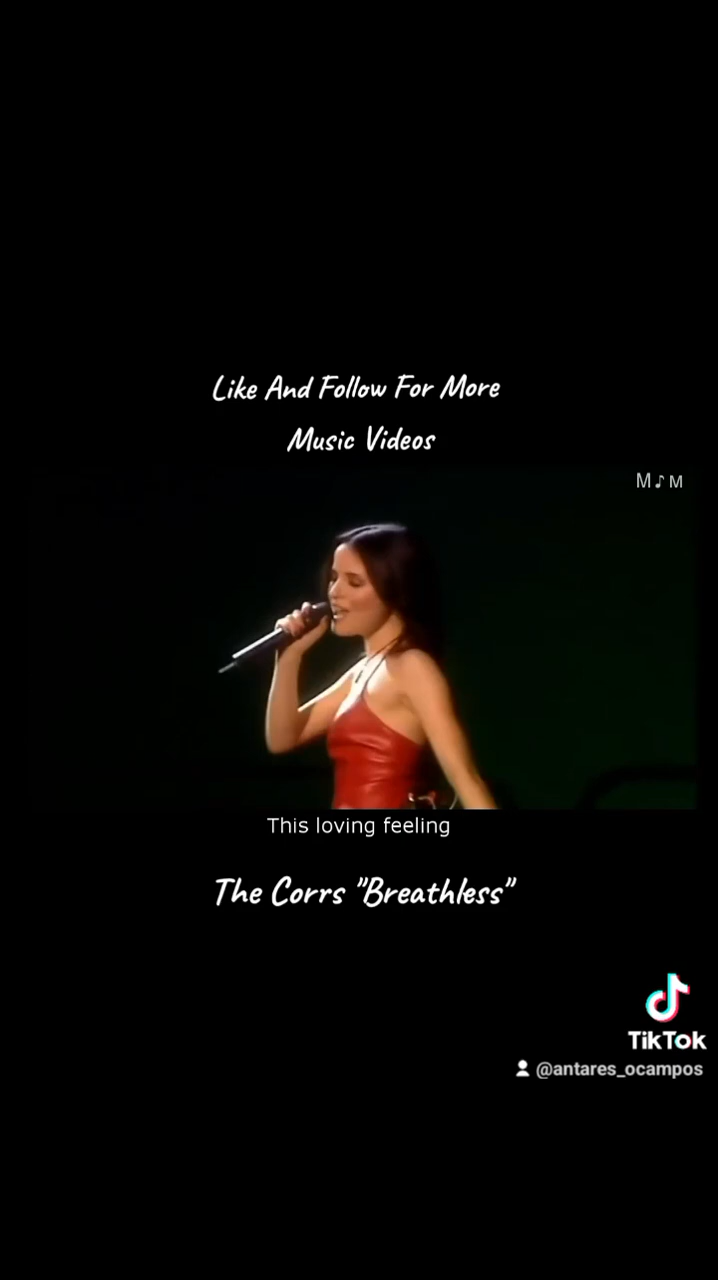 Like And Follow For More
Music Videos
M♪M
This loving feeling
The Corrs "Breathless"
TikTok
@antares_ocampos